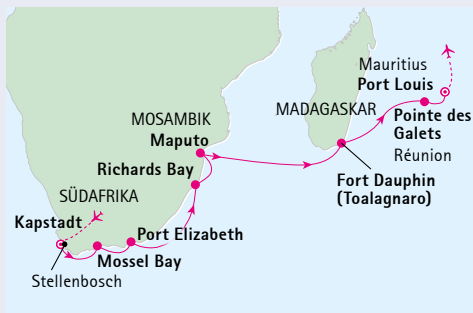 Mauritius
Port Louis
MOSAMBIK
MADAGASKAR
Pointe des
Galets
Maputo
Réunion
Richards Bay
Fort Dauphin
(Toalagnaro)
SÜDAFRIKA
Kapstadt
Port Elizabeth
Mossel Bay
Stellenbosch